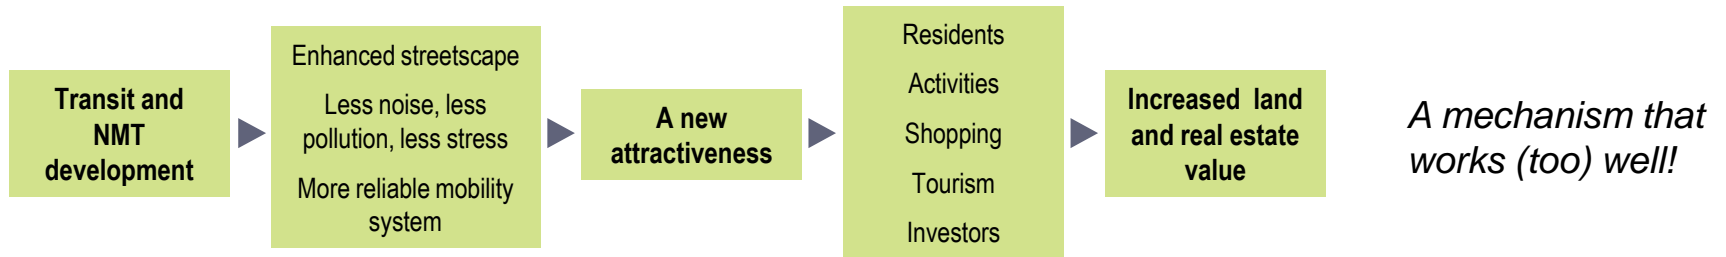 Transit and
NMT
development
Enhanced streetscape
Less noise, less
pollution, less stress
More reliable mobility
system
A new
attractiveness
Residents
Activities
Shopping
Tourism
Investors
Increased land
and real estate
value
A mechanism that
works (too) well!